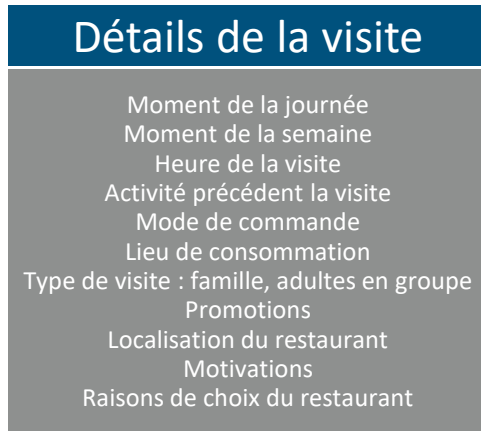 Détails de la visite
Moment de la journée
Moment de la semaine
Heure de la visite
Activité précédent la visite
Mode de commande
Lieu de consommation
Type de visite : famille, adultes en groupe
Promotions
Localisation du restaurant
Motivations
Raisons de choix du restaurant